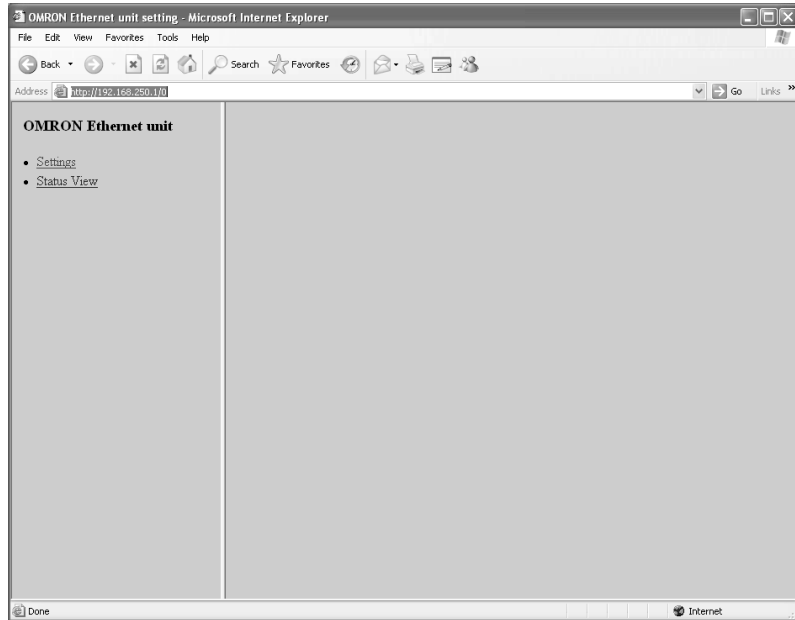 OMRON Ethernet unit setting - Microsoft Internet Explorer
File Edit View Favorites Tools Help
Back Search Favorites
Address http://192.168.250.1/0 Go Links »
OMRON Ethernet unit
• Settings
• Status View
Done Internet